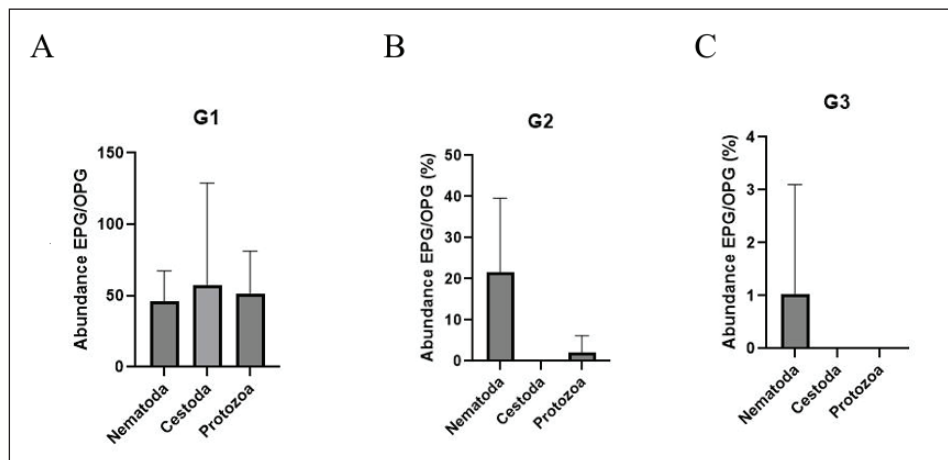 A
B
C
G1
Abundance EPG/OPG
150
100
50
0
Nematoda
Cestoda
Protozoa
G2
Abundance EPG/OPG (%)
50
40
30
20
10
0
Nematoda
Cestoda
Protozoa
G3
Abundance EPG/OPG (%)
4
3
2
1
0
Nematoda
Cestoda
Protozoa